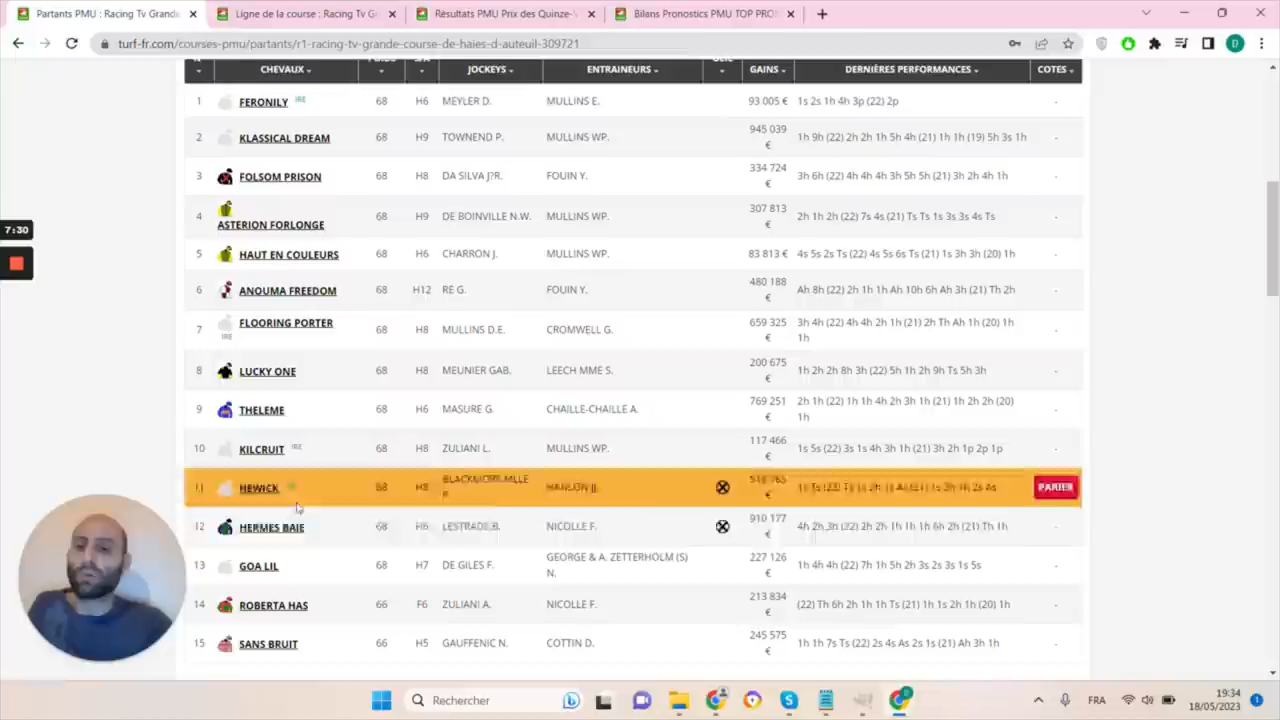 Partants PMU : Racing Tv Grande
Ligne de la course : Racing Tv Gr
Résultats PMU Prix des Quinze-V
Bilans Pronostics PMU TOP PRON
turf-fr.com/courses-pmu/partants/r1-racing-tv-grande-course-de-haies-d-auteuil-309721
D
CHEVAUX JOCKEYS ENTRAINEURS GAINS DERNIÈRES PERFORMANCES COTES
1 FERONILY IRE 68 H6 MEYLER D. MULLINS E. 93 005 € 1s 2s 1h 4h 3p (22) 2p -
2 KLASSICAL DREAM 68 H9 TOWNEND P. MULLINS WP. 945 039 € 1h 9h (22) 2h 2h 1h 5h 4h (21) 1h 1h (19) 5h 3s 1h -
3 FOLSOM PRISON 68 H8 DA SILVA J?R. FOUIN Y. 334 724 € 3h 6h (22) 4h 4h 4h 3h 5h 5h (21) 3h 2h 4h 1h -
4 ASTERION FORLONGE 68 H9 DE BOINVILLE N.W. MULLINS WP. 307 813 € 2h 1h 2h (22) 7s 4s (21) Ts Ts 1s 3s 3s 4s Ts -
5 HAUT EN COULEURS 68 H6 CHARRON J. MULLINS WP. 83 813 € 4s 5s 2s Ts (22) 4s 5s 6s Ts (21) 1s 3h 3h (20) 1h -
6 ANOUMA FREEDOM 68 H12 RE G. FOUIN Y. 480 188 € Ah 8h (22) 2h 1h 1h Ah 10h 6h Ah 3h (21) Th 2h -
7 FLOORING PORTER IRE 68 H8 MULLINS D.E. CROMWELL G. 659 325 € 3h 4h (22) 4h 4h 2h 1h (21) 2h Th Ah 1h (20) 1h 1h -
8 LUCKY ONE 68 H8 MEUNIER GAB. LEECH MME S. 200 675 € 1h 2h 2h 8h 3h (22) 5h 1h 2h 9h Ts 5h 3h -
9 THELEME 68 H6 MASURE G. CHAILLE-CHAILLE A. 769 251 € 2h 1h (22) 1h 1h 4h 2h 3h 1h (21) 1h 2h 2h (20) 1h -
10 KILCRUIT IRE 68 H8 ZULIANI L. MULLINS WP. 117 466 € 1s 5s (22) 3s 1s 4h 3h 1h (21) 3h 2h 1p 2p 1p -
11 HEWICK 68 H8 BLACKMORE MLLE HANLON JJ. € PARIER
12 HERMES BAIE 68 H6 LESTRADE B. NICOLLE F. 910 177 € 4h 2h 3h (22) 2h 2h 1h 1h 1h 6h 2h (21) Th 1h -
13 GOA LIL 68 H7 DE GILES F. GEORGE & A. ZETTERHOLM (S) N. 227 126 € 1h 4h 4h (22) 7h 1h 5h 2h 3s 2s 3s 1s 5s -
14 ROBERTA HAS 66 F6 ZULIANI A. NICOLLE F. 213 834 € (22) Th 6h 2h 1h 1h Ts (21) 1h 1s 2h 1h (20) 1h -
15 SANS BRUIT 66 H5 GAUFFENIC N. COTTIN D. 245 575 € 1h 1h 7s Ts (22) 2s 4s As 2s 1s (21) Ah 3h 1h -
7:30
Rechercher
FRA
19:34
18/05/2023